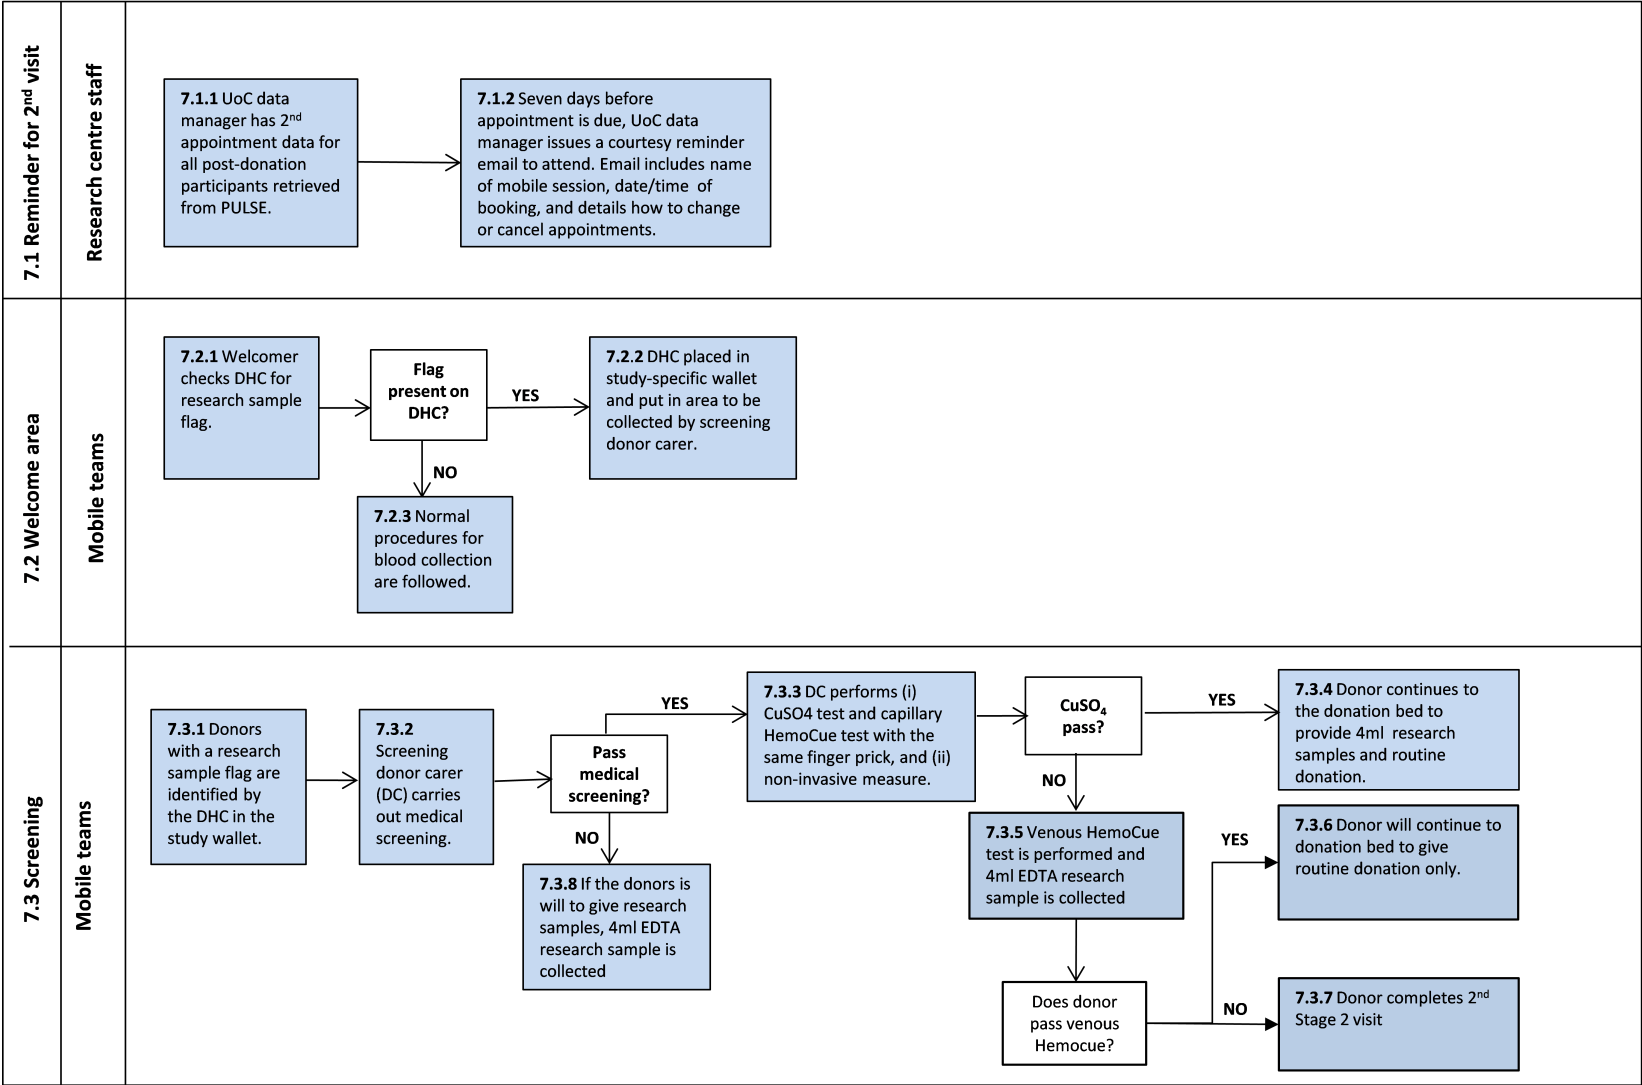 7.1 Reminder for 2nd visit
Research centre staff
7.1.1 UoC data
manager has 2nd
appointment data for
all post-donation
participants retrieved
from PULSE.
7.1.2 Seven days before
appointment is due, UoC data
manager issues a courtesy reminder
email to attend. Email includes name
of mobile session, date/time of
booking, and details how to change
or cancel appointments.
7.2 Welcome area
Mobile teams
7.2.1 Welcomer
checks DHC for
research sample
flag.
Flag
present on
DHC?
YES
7.2.2 DHC placed in
study-specific wallet
and put in area to be
collected by screening
donor carer.
NO
7.2.3 Normal
procedures for
blood collection
are followed.
7.3 Screening
Mobile teams
7.3.1 Donors
with a research
sample flag are
identified by
the DHC in the
study wallet.
7.3.2
Screening
donor carer
(DC) carries
out medical
screening.
Pass
medical
screening?
YES
7.3.3 DC performs (i)
CuSO4 test and capillary
HemoCue test with the
same finger prick, and (ii)
non-invasive measure.
CuSO4
pass?
YES
7.3.4 Donor continues to
the donation bed to
provide 4ml research
samples and routine
donation.
NO
7.3.8 If the donors is
will to give research
samples, 4ml EDTA
research sample is
collected
NO
7.3.5 Venous HemoCue
test is performed and
4ml EDTA research
sample is collected
YES
7.3.6 Donor will continue to
donation bed to give
routine donation only.
Does donor
pass venous
Hemocue?
NO
7.3.7 Donor completes 2nd
Stage 2 visit